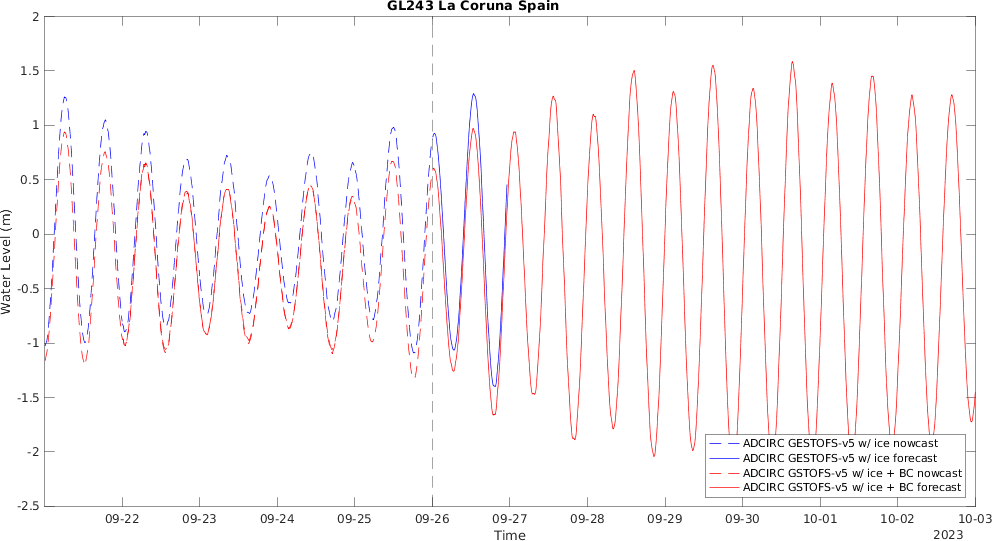 GL243 La Coruna Spain
2
1.5
1
0.5
0
-0.5
-1
-1.5
-2
-2.5
Water Level (m)
ADCIRC GESTOFS-v5 w/ ice nowcast
ADCIRC GESTOFS-v5 w/ ice forecast
ADCIRC GSTOFS-v5 w/ ice + BC nowcast
ADCIRC GSTOFS-v5 w/ ice + BC forecast
09-22 09-23 09-24 09-25 09-26 09-27 09-28 09-29 09-30 10-01 10-02 10-03
Time
2023